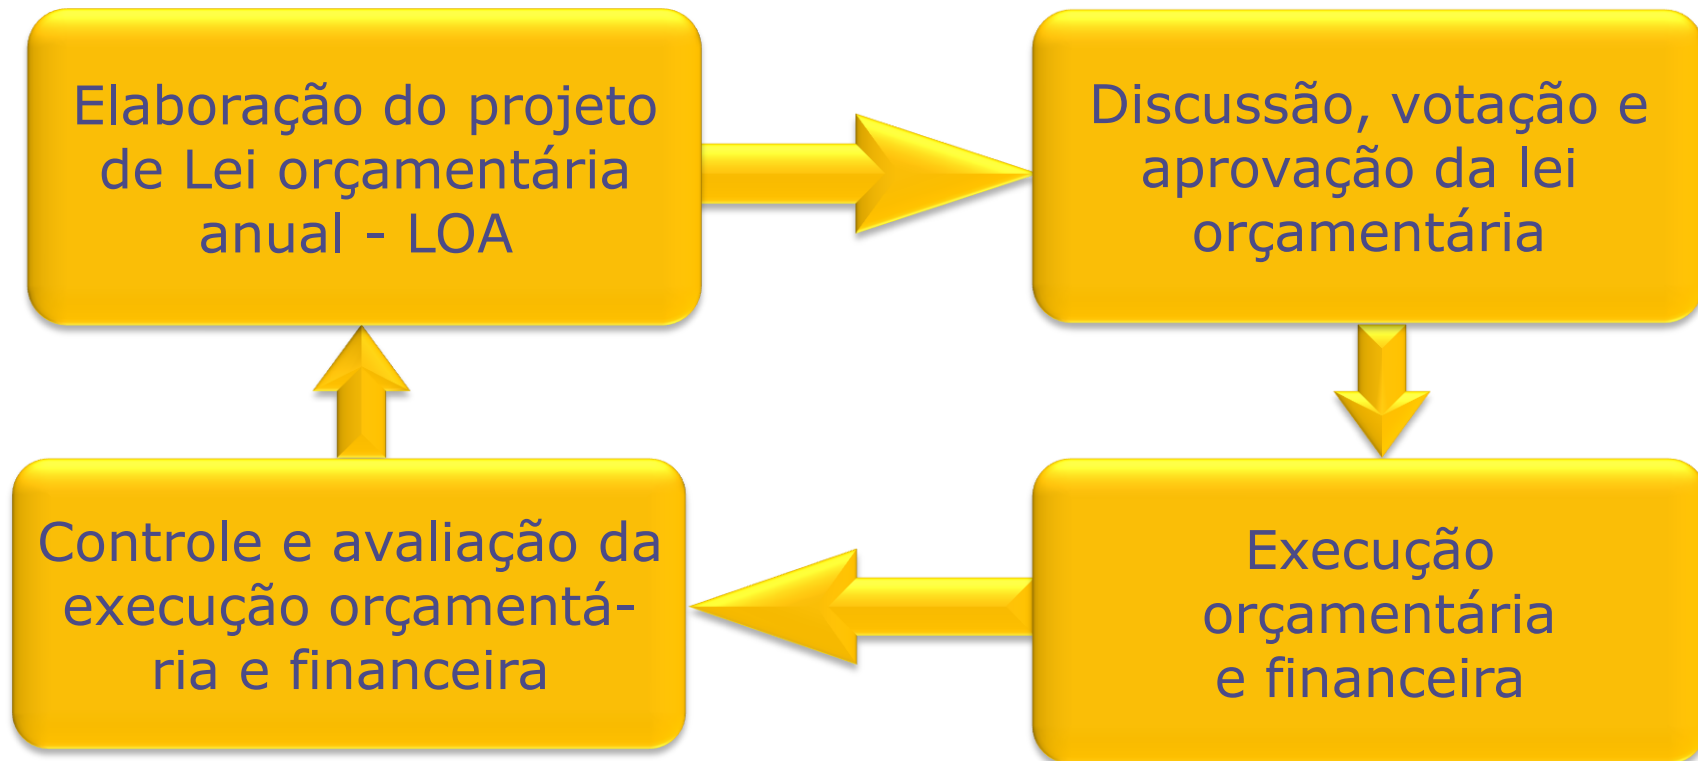 Elaboração do projeto
de Lei orçamentária
anual - LOA
Discussão, votação e
aprovação da lei
orçamentária
Execução
orçamentária
e financeira
Controle e avaliação da
execução orçamentá-
ria e financeira